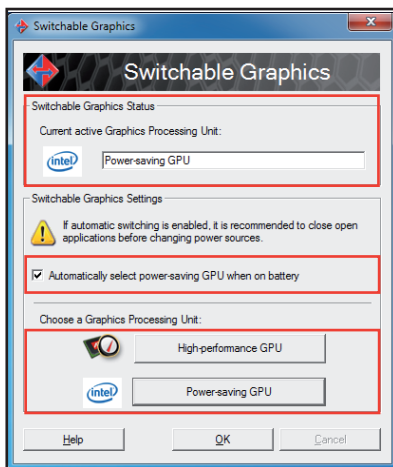 Switchable Graphics
x
Switchable Graphics
Switchable Graphics Status
Current active Graphics Processing Unit:
intel
Power-saving GPU
Switchable Graphics Settings
If automatic switching is enabled, it is recommended to close open
applications before changing power sources.
Automatically select power-saving GPU when on battery
Choose a Graphics Processing Unit:
High-performance GPU
intel
Power-saving GPU
Help
OK
Cancel